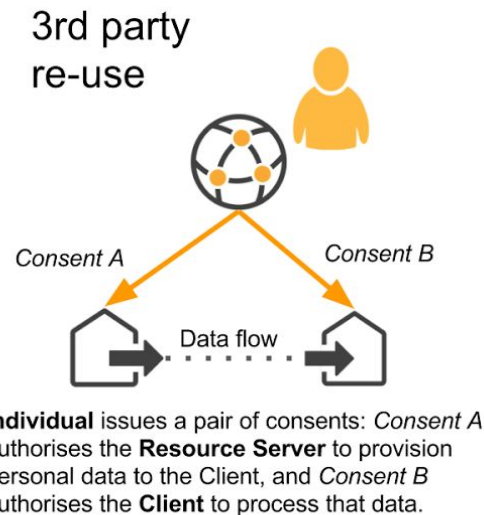 3rd party
re-use
Consent A
Consent B
Data flow
ndividual issues a pair of consents: Consent A
uthorises the Resource Server to provision
ersonal data to the Client, and Consent B
uthorises the Client to process that data.